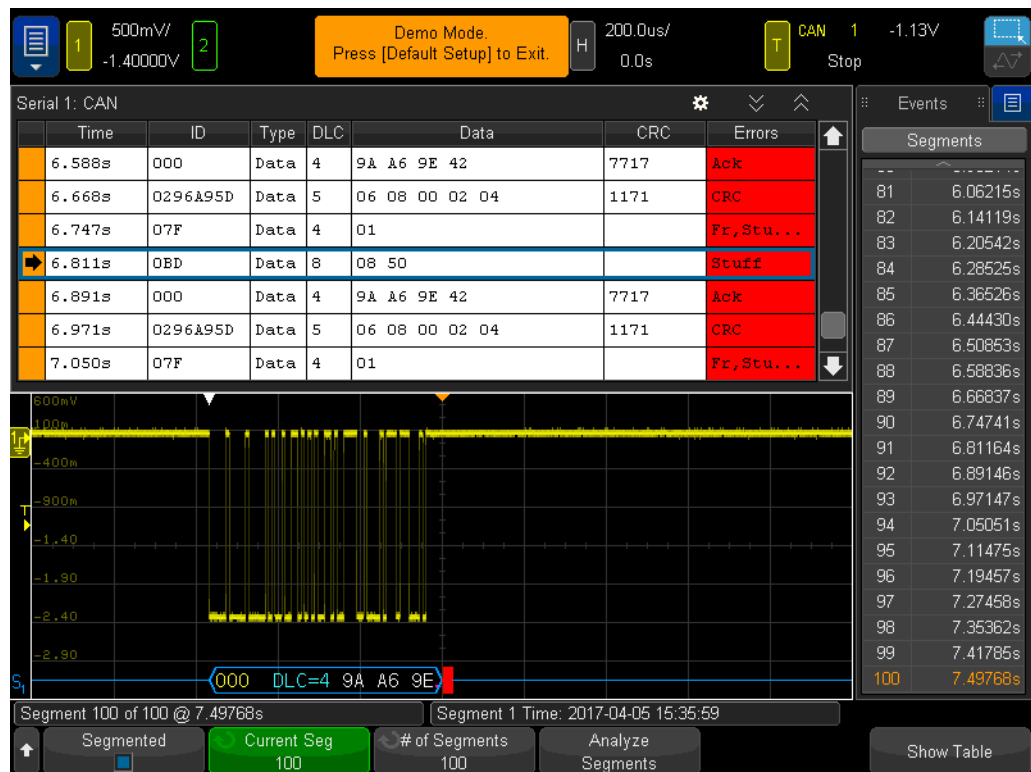 1 500mV/ 2 Demo Mode. H 200.0us/ T CAN 1 -1.13V
-1.40000V Press [Default Setup] to Exit. 0.0s Stop
Serial 1: CAN
Time ID Type DLC Data CRC Errors
6.588s 000 Data 4 9A A6 9E 42 7717 Ack
6.668s 0296A95D Data 5 06 08 00 02 04 1171 CRC
6.747s 07F Data 4 01 Fr,Stu...
6.811s 0BD Data 8 08 50 Stuff
6.891s 000 Data 4 9A A6 9E 42 7717 Ack
6.971s 0296A95D Data 5 06 08 00 02 04 1171 CRC
7.050s 07F Data 4 01 Fr,Stu...
Events
Segments
81 6.06215s
82 6.14119s
83 6.20542s
84 6.28525s
85 6.36526s
86 6.44430s
87 6.50853s
88 6.58836s
89 6.66837s
90 6.74741s
91 6.81164s
92 6.89146s
93 6.97147s
94 7.05051s
95 7.11475s
96 7.19457s
97 7.27458s
98 7.35362s
99 7.41785s
100 7.49768s
600mV
100m
-400m
-900m
T
-1.40
-1.90
-2.40
-2.90
S1 000 DLC=4 9A A6 9E
Segment 100 of 100 @ 7.49768s Segment 1 Time: 2017-04-05 15:35:59
Segmented
Current Seg
100
# of Segments
100
Analyze
Segments
Show Table